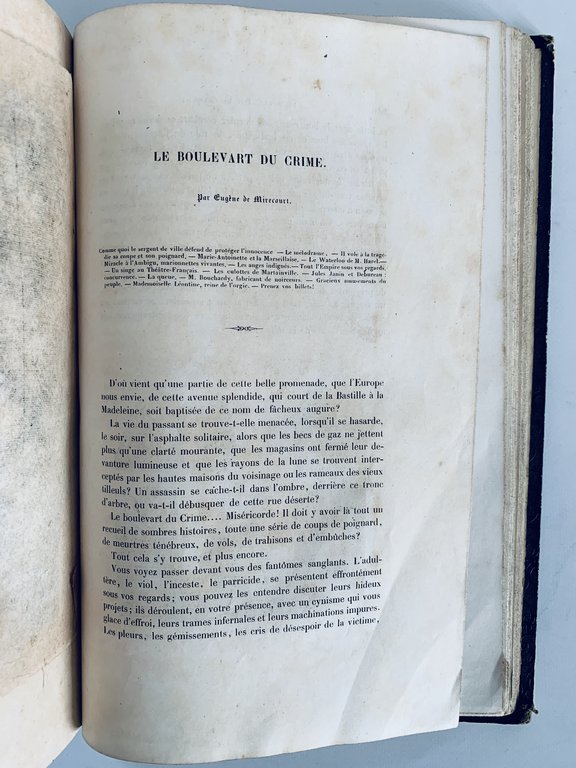 LE BOULEVART DU CRIME.
Par Eugène de Mirecourt.
Comme quoi le sergent de ville défend de protéger l'innocence — Le mélodrame, — Il vole à la tragé-
die sa coupe et son poignard, — Marie-Antoinette et la Marseillaise, — Le Waterloo de M. Harel.—
Miracle à l'Ambigu, marionnettes vivantes, — Les anges indignés.— Tout l'Empire sous vos regards,
— Un singe au Théâtre-Français. — Les culottes de Martainville. — Jules Janin et Debureau:
concurrence. — La queue, — M. Bouchardy, fabricant de noirceurs. — Gracieux amusements du
peuple, — Mademoiselle Léontine, reine de l'orgie. — Prenez vos billets!
D'où vient qu'une partie de cette belle promenade, que l'Europe
nous envie, de cette avenue splendide, qui court de la Bastille à la
Madeleine, soit baptisée de ce nom de fâcheux augure?
La vie du passant se trouve-t-elle menacée, lorsqu'il se hasarde,
le soir, sur l'asphalte solitaire, alors que les becs de gaz ne jettent
plus qu'une clarté mourante, que les magasins ont fermé leur de-
vanture lumineuse et que les rayons de la lune se trouvent inter-
ceptés par les hautes maisons du voisinage ou les rameaux des vieux
tilleuls? Un assassin se cache-t-il dans l'ombre, derrière ce tronc
d'arbre, ou va-t-il débusquer de cette rue déserte?
Le boulevart du Crime.... Miséricorde! Il doit y avoir là tout un
recueil de sombres histoires, toute une série de coups de poignard,
de meurtres ténébreux, de vols, de trahisons et d'embûches?
Tout cela s'y trouve, et plus encore.
Vous voyez passer devant vous des fantômes sanglants. L'adul-
tère, le viol, l'inceste, le parricide, se présentent effrontément
sous vos regards; vous pouvez les entendre discuter leurs hideux
projets; ils déroulent, en votre présence, avec un cynisme qui vous
glace d'effroi, leurs trames infernales et leurs machinations impures.
Les pleurs, les gémissements, les cris de désespoir de la victime,